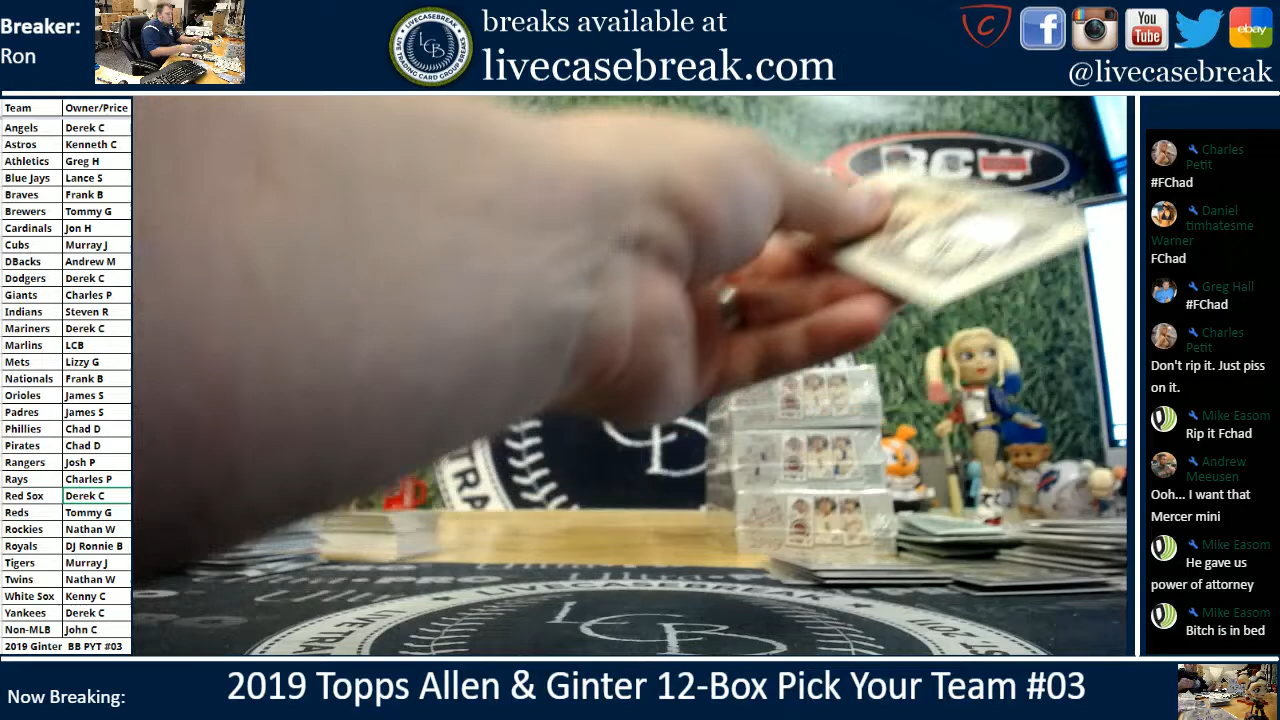 Breaker:
Ron
LCB
breaks available at
livecasebreak.com
You
Tube
ebay
@livecasebreak
Team Owner/Price
Angels Derek C
Astros Kenneth C
Athletics Greg H
Blue Jays Lance S
Braves Frank B
Brewers Tommy G
Cardinals Jon H
Cubs Murray J
DBacks Andrew M
Dodgers Derek C
Giants Charles P
Indians Steven R
Mariners Derek C
Marlins LCB
Mets Lizzy G
Nationals Frank B
Orioles James S
Padres James S
Phillies Chad D
Pirates Chad D
Rangers Josh P
Rays Charles P
Red Sox Derek C
Reds Tommy G
Rockies Nathan W
Royals DJ Ronnie B
Tigers Murray J
Twins Nathan W
White Sox Kenny C
Yankees Derek C
Non-MLB John C
2019 Ginter BB PYT #03
BCW
LCB
Charles
Petit
#FChad
Daniel
timhatesme
Warner
FChad
Greg Hall
#FChad
Charles
Petit
Don't rip it. Just piss
on it.
Mike Easom
Rip it Fchad
Andrew
Meeusen
Ooh... I want that
Mercer mini
Mike Easom
He gave us
power of attorney
Mike Easom
Bitch is in bed
Now Breaking:
2019 Topps Allen & Ginter 12-Box Pick Your Team #03